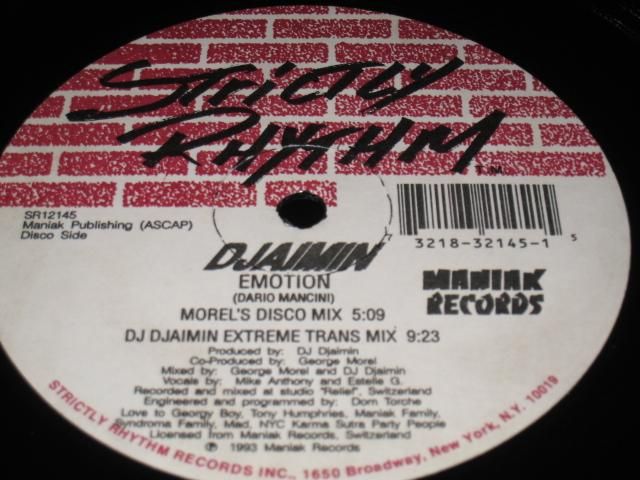 STRICTLY
RHYTHM T.M.
SR12145
Maniak Publishing (ASCAP)
Disco Side
3218-32145-1 5
DJAIMIN
MANIAK
RECORDS
EMOTION
(DARIO MANCINI)
MOREL'S DISCO MIX 5:09
DJ DJAIMIN EXTREME TRANS MIX 9:23
Produced by: DJ Djaimin
Co-Produced by: George Morel
Mixed by: George Morel and DJ Djaimin
Vocals by: Mike Anthony and Estelle G.
Recorded and mixed at studio "Relief", Switzerland
Engineered and programmed by: Dom Torche
Love to Georgy Boy, Tony Humphries, Maniak Family,
Syndroma Family, Mad, NYC Karma Sutra Party People
Licensed from Maniak Records, Switzerland
℗ 1993 Maniak Records
STRICTLY RHYTHM RECORDS INC., 1650 Broadway, New York, N.Y. 10019